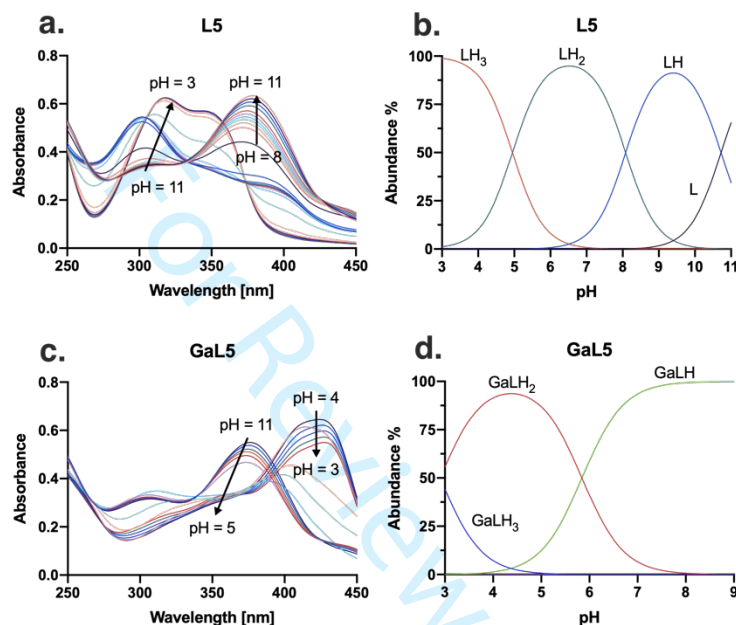 a.
L5
0.8
0.6
0.4
0.2
0.0
Absorbance
pH = 3
pH = 11
pH = 11
pH = 8
250 300 350 400 450
Wavelength [nm]
b.
L5
100
75
50
25
0
Abundance %
LH3
LH2
LH
L
3 4 5 6 7 8 9 10 11
pH
c.
GaL5
0.8
0.6
0.4
0.2
0.0
Absorbance
pH = 11
pH = 5
pH = 4
pH = 3
250 300 350 400 450
Wavelength [nm]
d.
GaL5
100
75
50
25
0
Abundance %
GaLH2
GaLH
GaLH3
3 4 5 6 7 8 9
pH
For Review